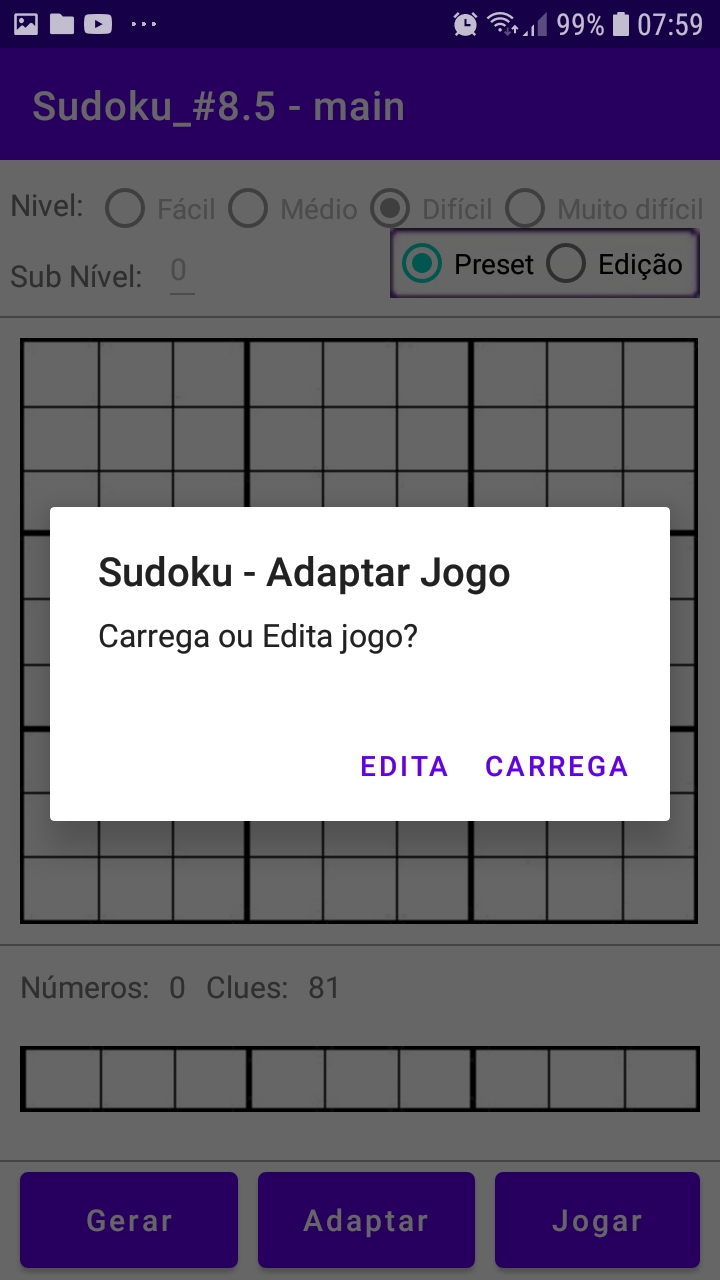 99% 07:59
Sudoku_#8.5 - main
Nivel: Fácil Médio Difícil Muito difícil
Sub Nível: 0 Preset Edição
Sudoku - Adaptar Jogo
Carrega ou Edita jogo?
EDITA CARREGA
Números: 0 Clues: 81
Gerar Adaptar Jogar